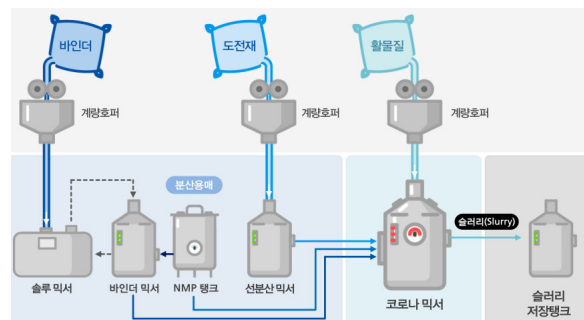 바인더
도전재
활물질
계량호퍼
계량호퍼
계량호퍼
분산용매
슬러리(Slurry)
솔루 믹서
바인더 믹서
NMP 탱크
선분산 믹서
코로나 믹서
슬러리
저장탱크